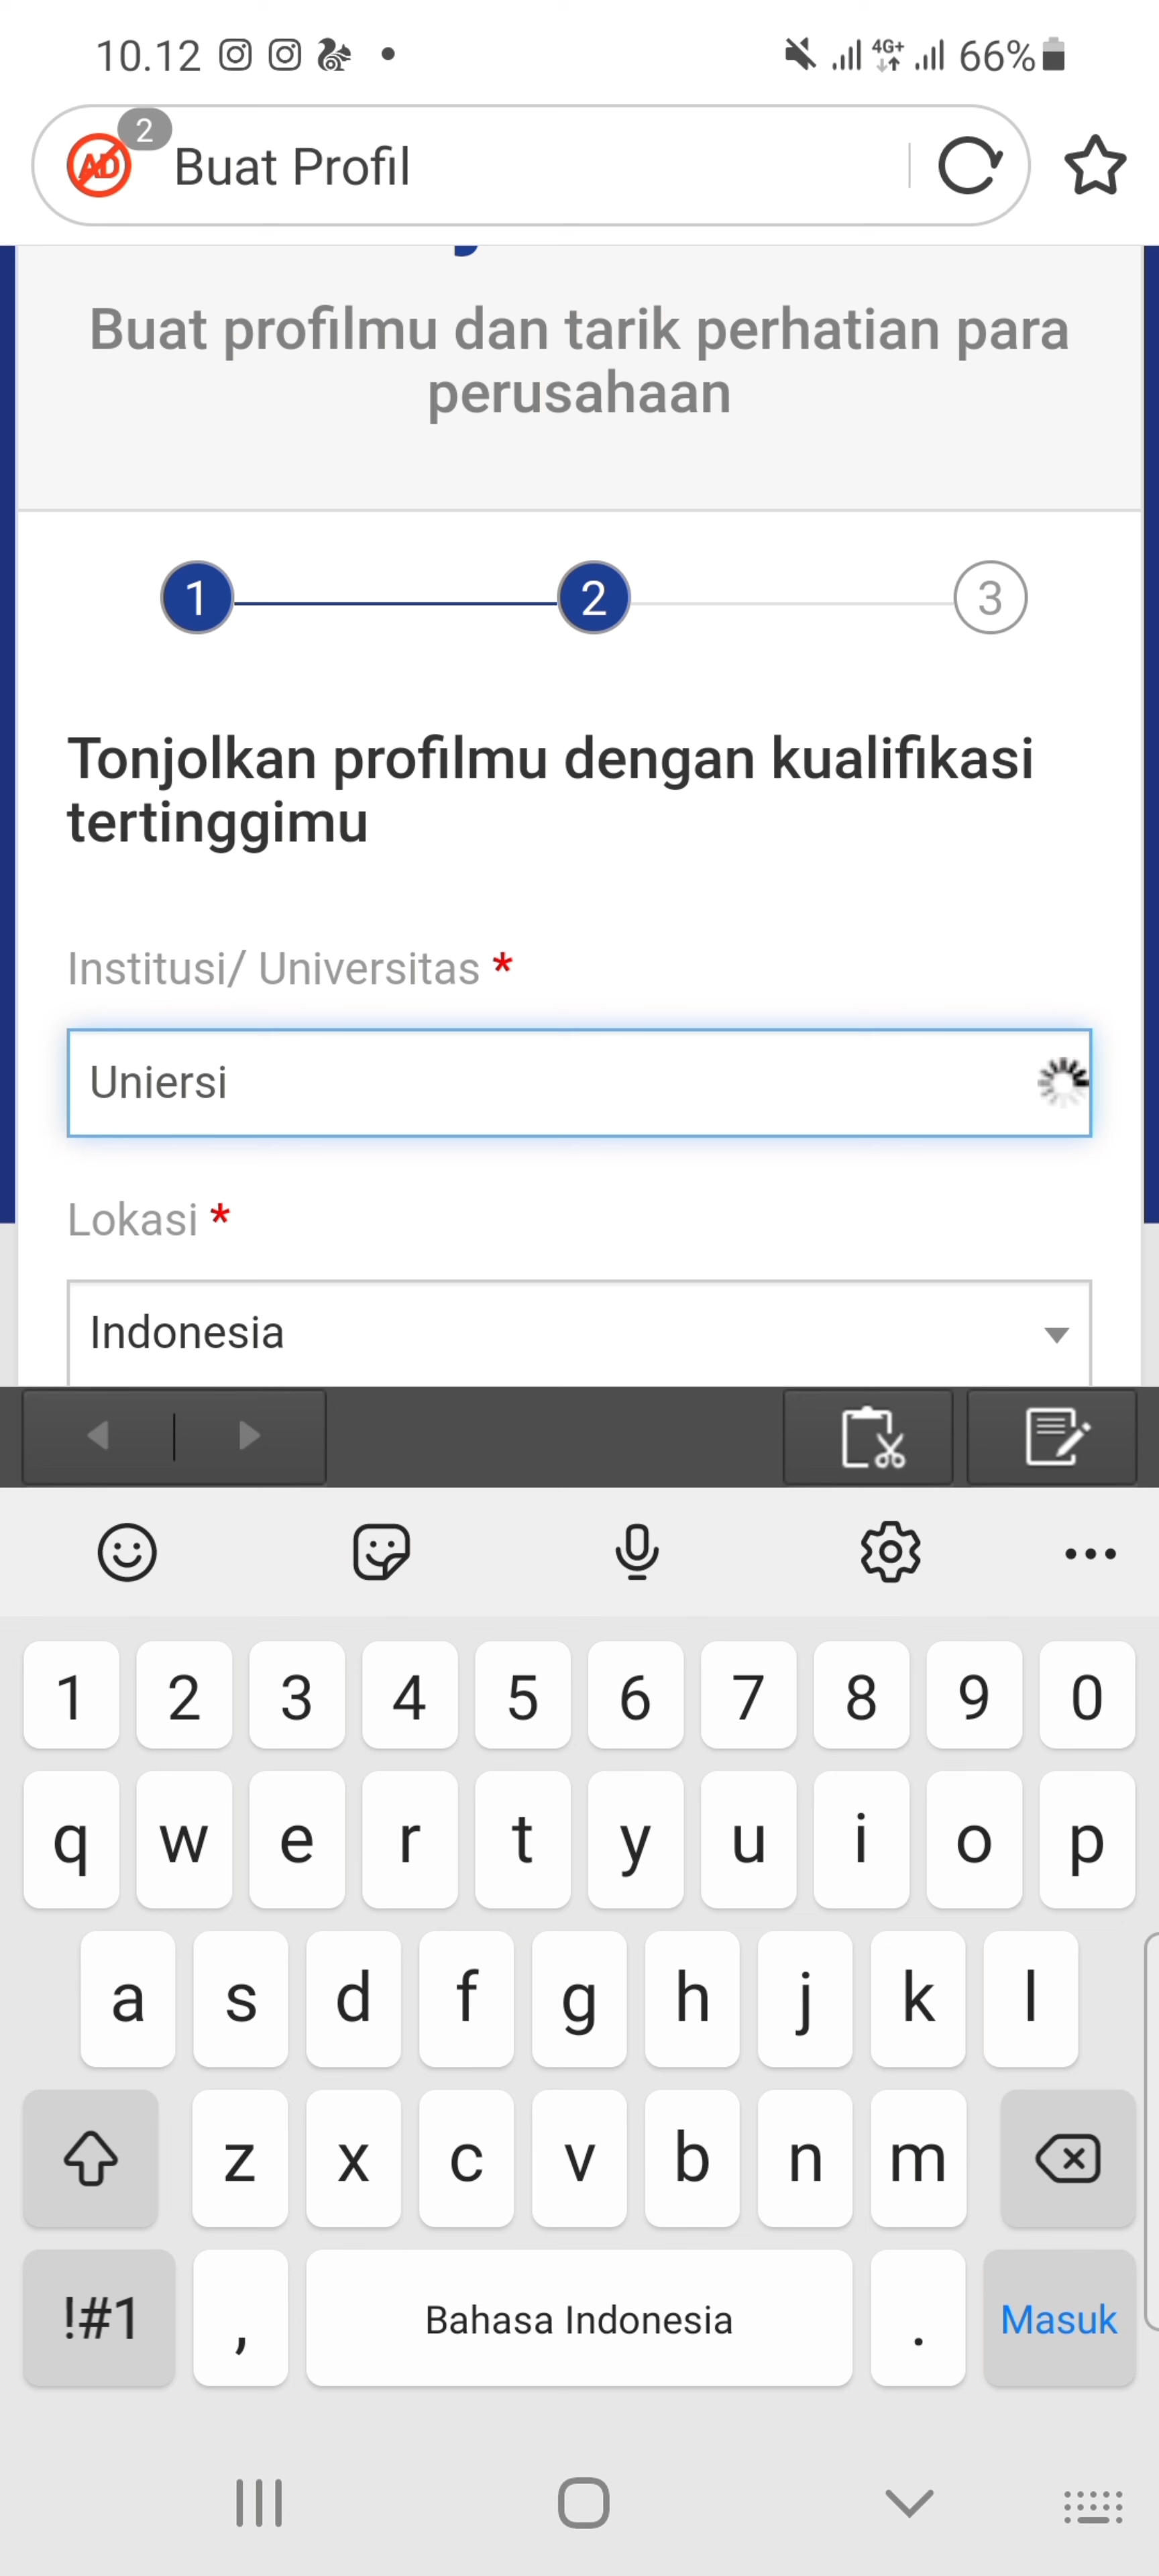 10.12
4G+ 66%
AD 2
Buat Profil
Buat profilmu dan tarik perhatian para
perusahaan
1 2 3
Tonjolkan profilmu dengan kualifikasi
tertinggimu
Institusi/ Universitas *
Uniersi
Lokasi *
Indonesia
1 2 3 4 5 6 7 8 9 0
q w e r t y u i o p
a s d f g h j k l
z x c v b n m
!#1 , Bahasa Indonesia . Masuk